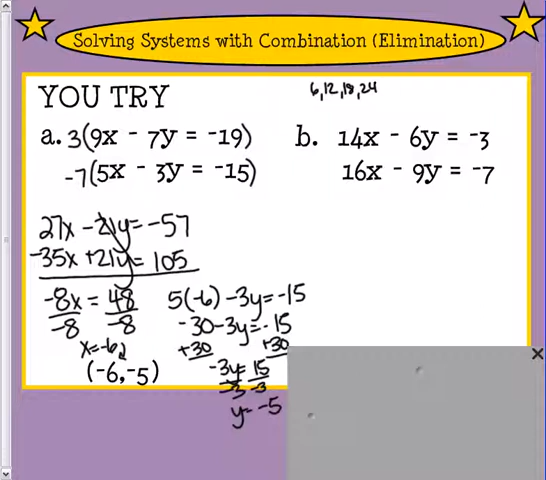 Solving Systems with Combination (Elimination)
6,12,18,24
YOU TRY
a. 3(9x - 7y = -19)
-7(5x - 3y = -15)
b. 14x - 6y = -3
16x - 9y = -7
27x -21y = -57
-35x +21y = 105
-8x = 48
-8 -8
x = -6
(-6,-5)
5(-6) -3y = -15
-30 -3y = -15
+30 +30
-3y = 15
-3 -3
y = -5